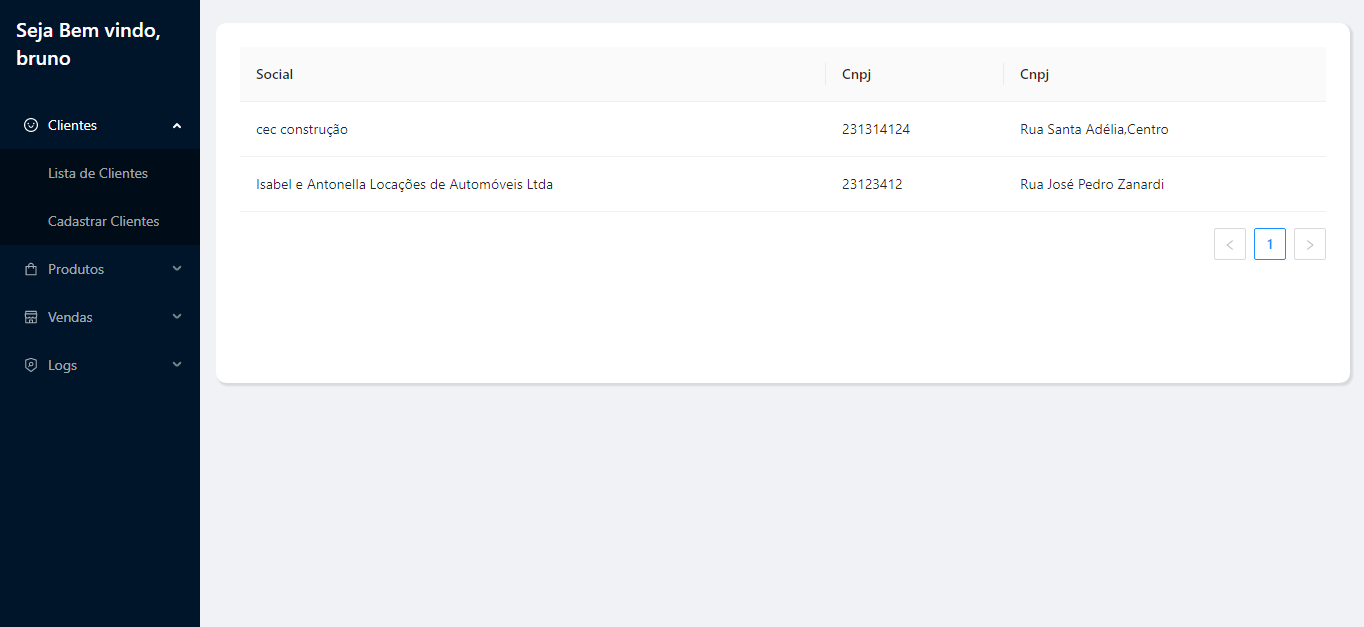 Seja Bem vindo,
bruno
Clientes
Lista de Clientes
Cadastrar Clientes
Produtos
Vendas
Logs
Social Cnpj Cnpj
cec construção 231314124 Rua Santa Adélia,Centro
Isabel e Antonella Locações de Automóveis Ltda 23123412 Rua José Pedro Zanardi
1